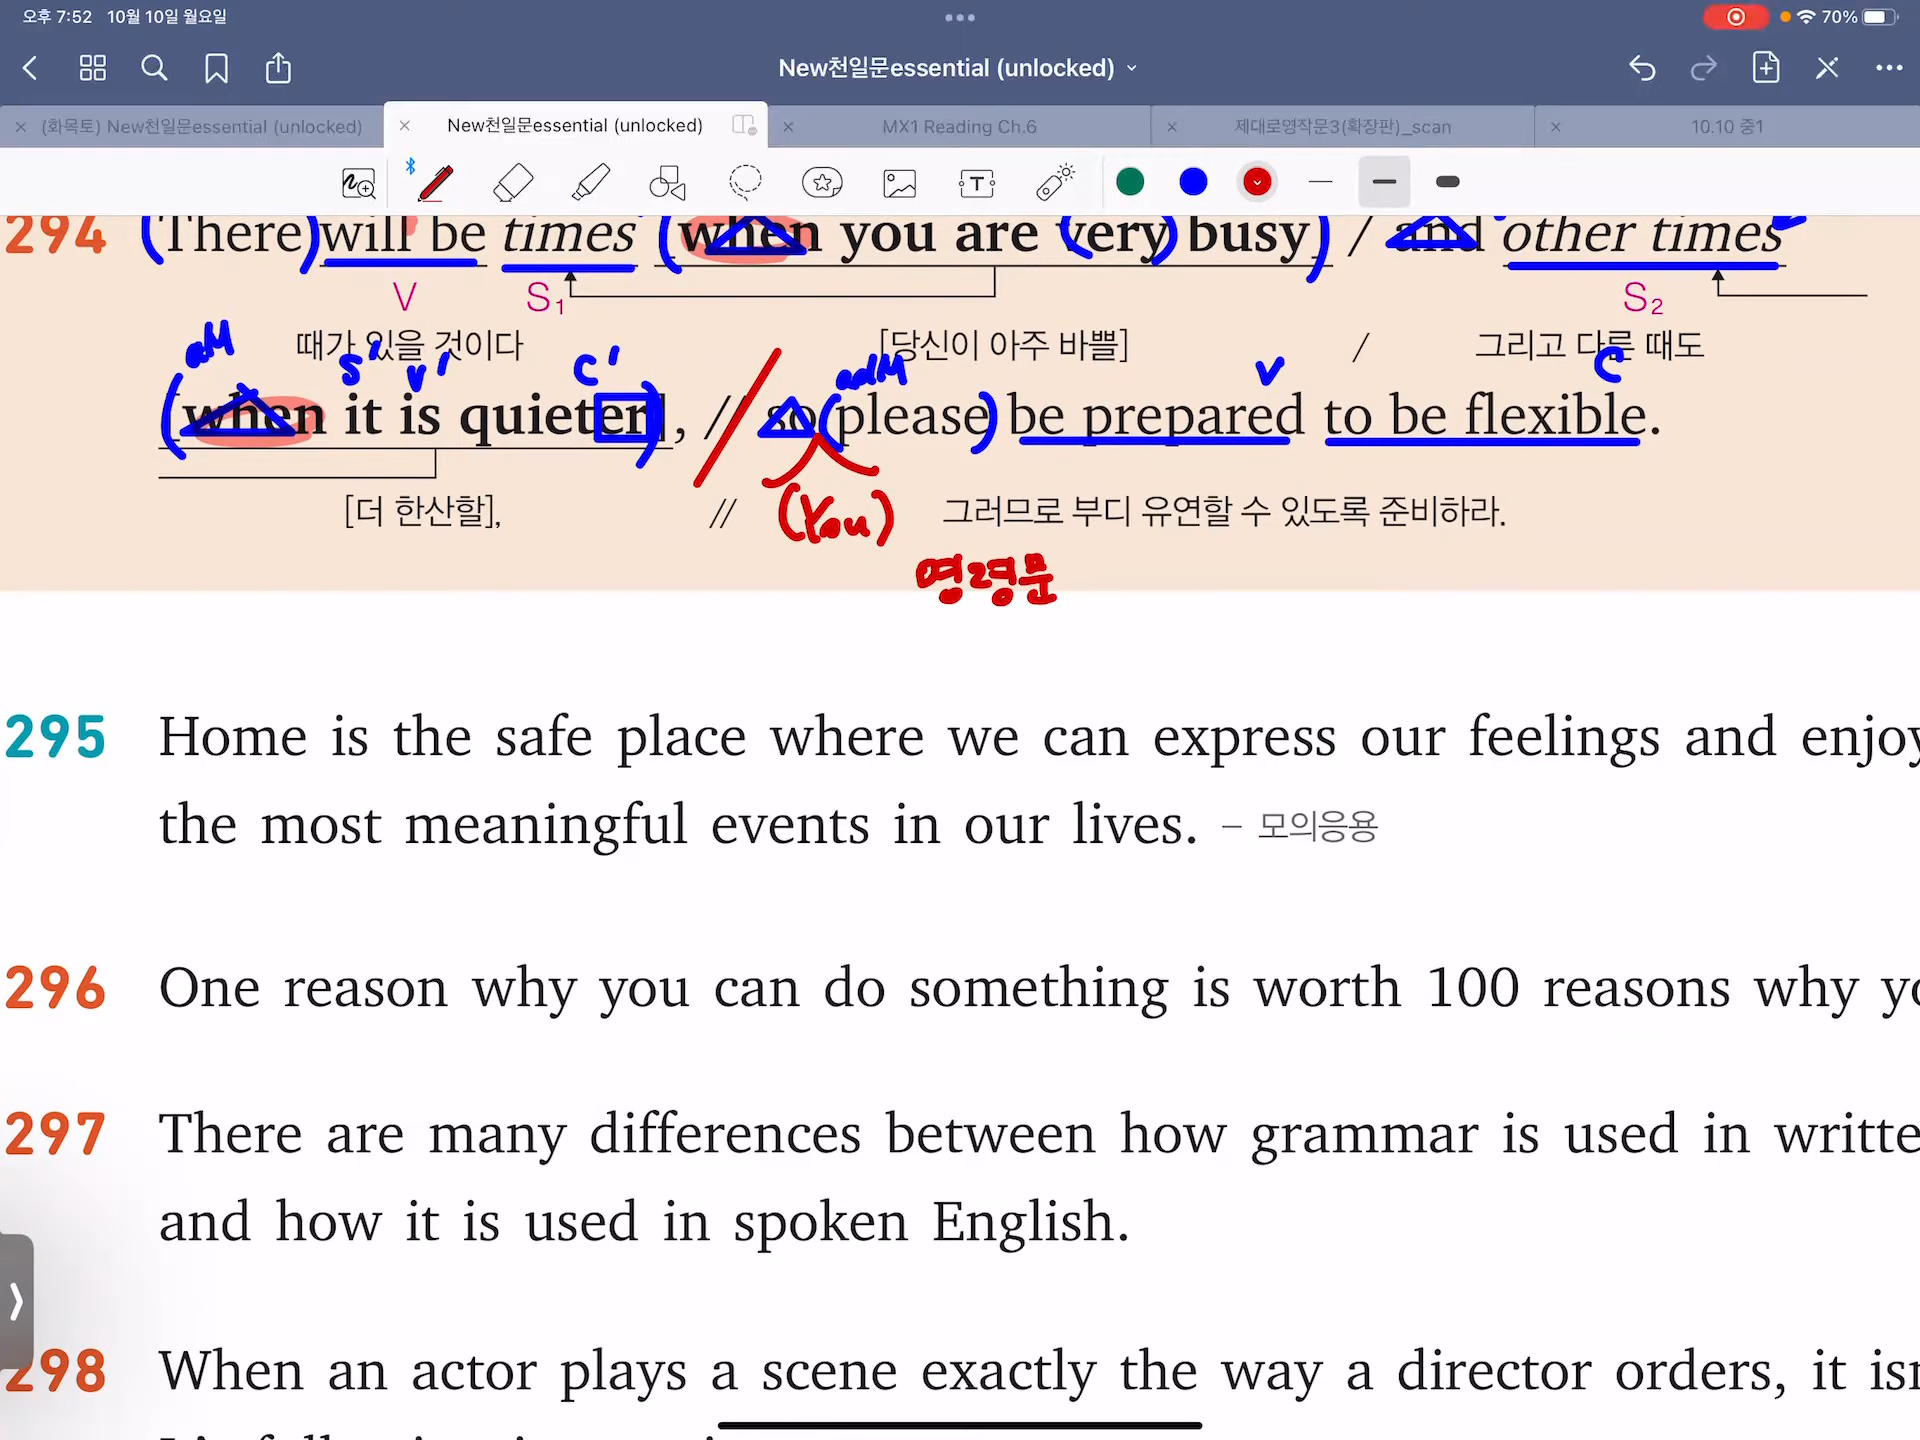 오후 7:52 10월 10일 월요일
70%
New천일문essential (unlocked)
(화목토) New천일문essential (unlocked)
New천일문essential (unlocked)
MX1 Reading Ch.6
제대로영작문3(확장판)_scan
10.10 중1
294 (There) will be times (when you are (very) busy) / and other times
V S₁ S₂
때가 있을 것이다 [당신이 아주 바쁠] / 그리고 다른 때도
aM S' V' C' adM V C
[when it is quieter], // so (please) be prepared to be flexible.
[더 한산할], // (You) 그러므로 부디 유연할 수 있도록 준비하라.
명령문
295 Home is the safe place where we can express our feelings and enjoy
the most meaningful events in our lives. – 모의응용
296 One reason why you can do something is worth 100 reasons why yo
297 There are many differences between how grammar is used in writte
and how it is used in spoken English.
298 When an actor plays a scene exactly the way a director orders, it isn